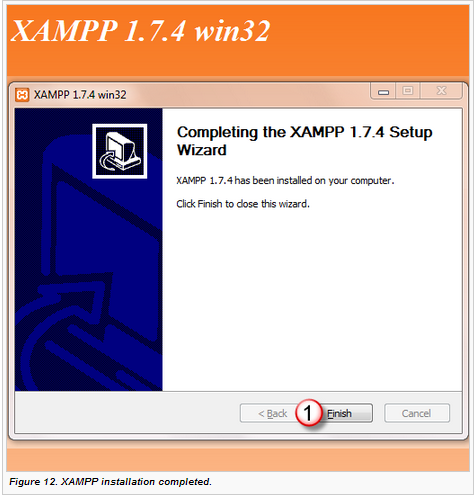 XAMPP 1.7.4 win32
XAMPP 1.7.4 win32
Completing the XAMPP 1.7.4 Setup
Wizard
XAMPP 1.7.4 has been installed on your computer.
Click Finish to close this wizard.
< Back
1
Finish
Cancel
Figure 12. XAMPP installation completed.